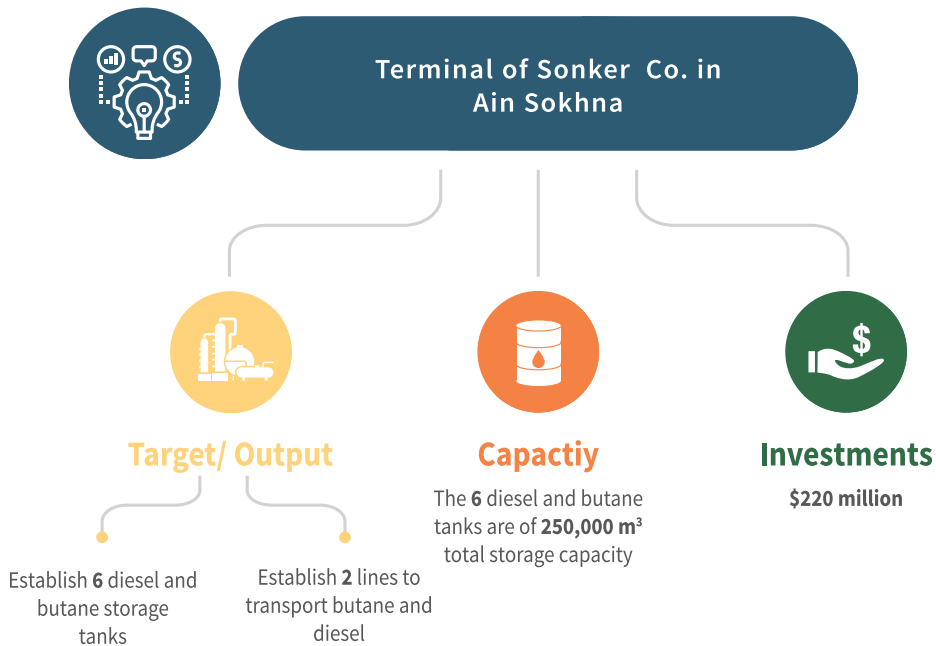 Terminal of Sonker Co. in
Ain Sokhna
Target/ Output
Establish 6 diesel and
butane storage
tanks
Establish 2 lines to
transport butane and
diesel
Capactiy
The 6 diesel and butane
tanks are of 250,000 m³
total storage capacity
Investments
$220 million